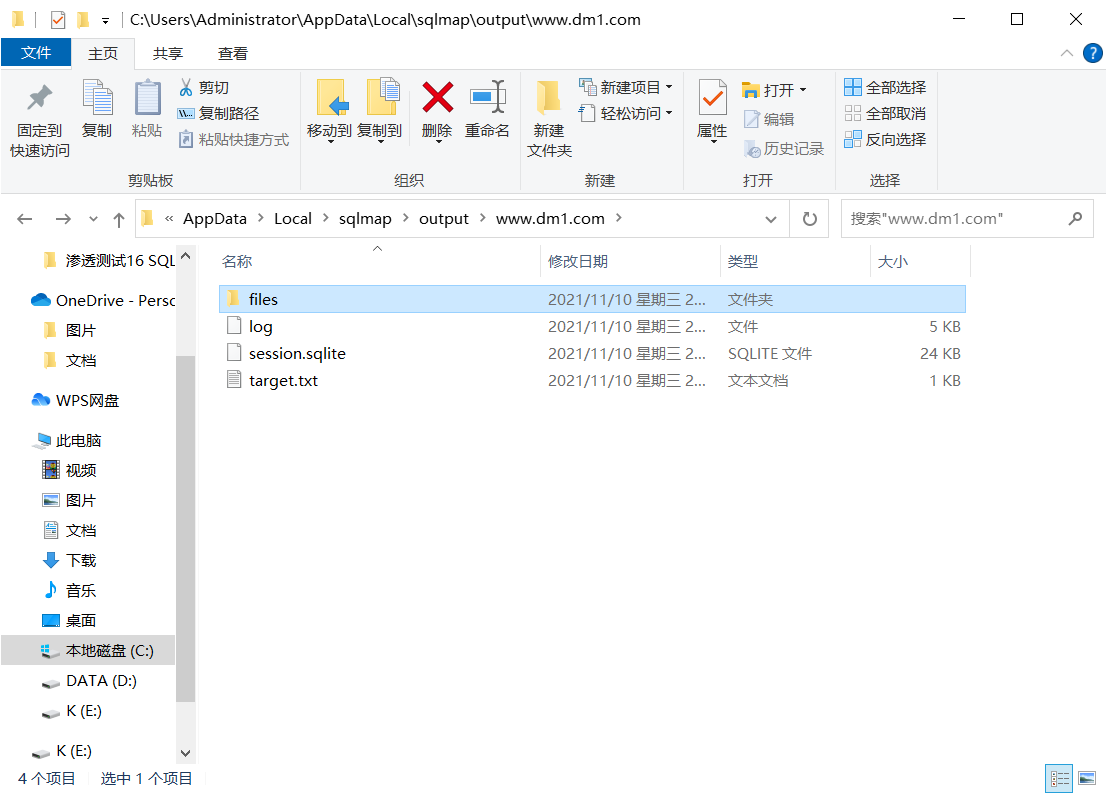 C:\Users\Administrator\AppData\Local\sqlmap\output\www.dm1.com
文件 主页 共享 查看
固定到
快速访问
复制
粘贴
剪切
复制路径
粘贴快捷方式
剪贴板
移动到
复制到
删除
重命名
组织
新建
文件夹
新建项目
轻松访问
新建
属性
打开
编辑
历史记录
打开
全部选择
全部取消
反向选择
选择
« AppData > Local > sqlmap > output > www.dm1.com >
搜索"www.dm1.com"
渗透测试16 SQL
OneDrive - Perso
图片
文档
WPS网盘
此电脑
视频
图片
文档
下载
音乐
桌面
本地磁盘 (C:)
DATA (D:)
K (E:)
K (E:)
名称 修改日期 类型 大小
files 2021/11/10 星期三 2... 文件夹
log 2021/11/10 星期三 2... 文件 5 KB
session.sqlite 2021/11/10 星期三 2... SQLITE 文件 24 KB
target.txt 2021/11/10 星期三 2... 文本文档 1 KB
4 个项目 选中 1 个项目